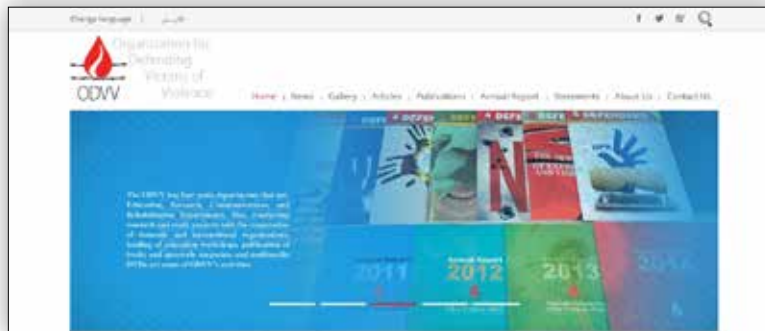 Change language | فارسی
Organization for
Defending
Victims of
Violence
ODVV
Home News Gallery Articles Publications Annual Report Statements About Us Contact Us
DEFENDERS
The ODVV has four main departments that are:
Education, Research, Communications, and
Rehabilitation Departments. Thus conducting
research and study projects with the cooperation
of domestic and international organizations,
holding of education workshops, publication of
books and quarterly magazines and multimedia
DVDs are some of ODVV's activities.
Annual Report
2011
Annual Report
2012
2013
2014